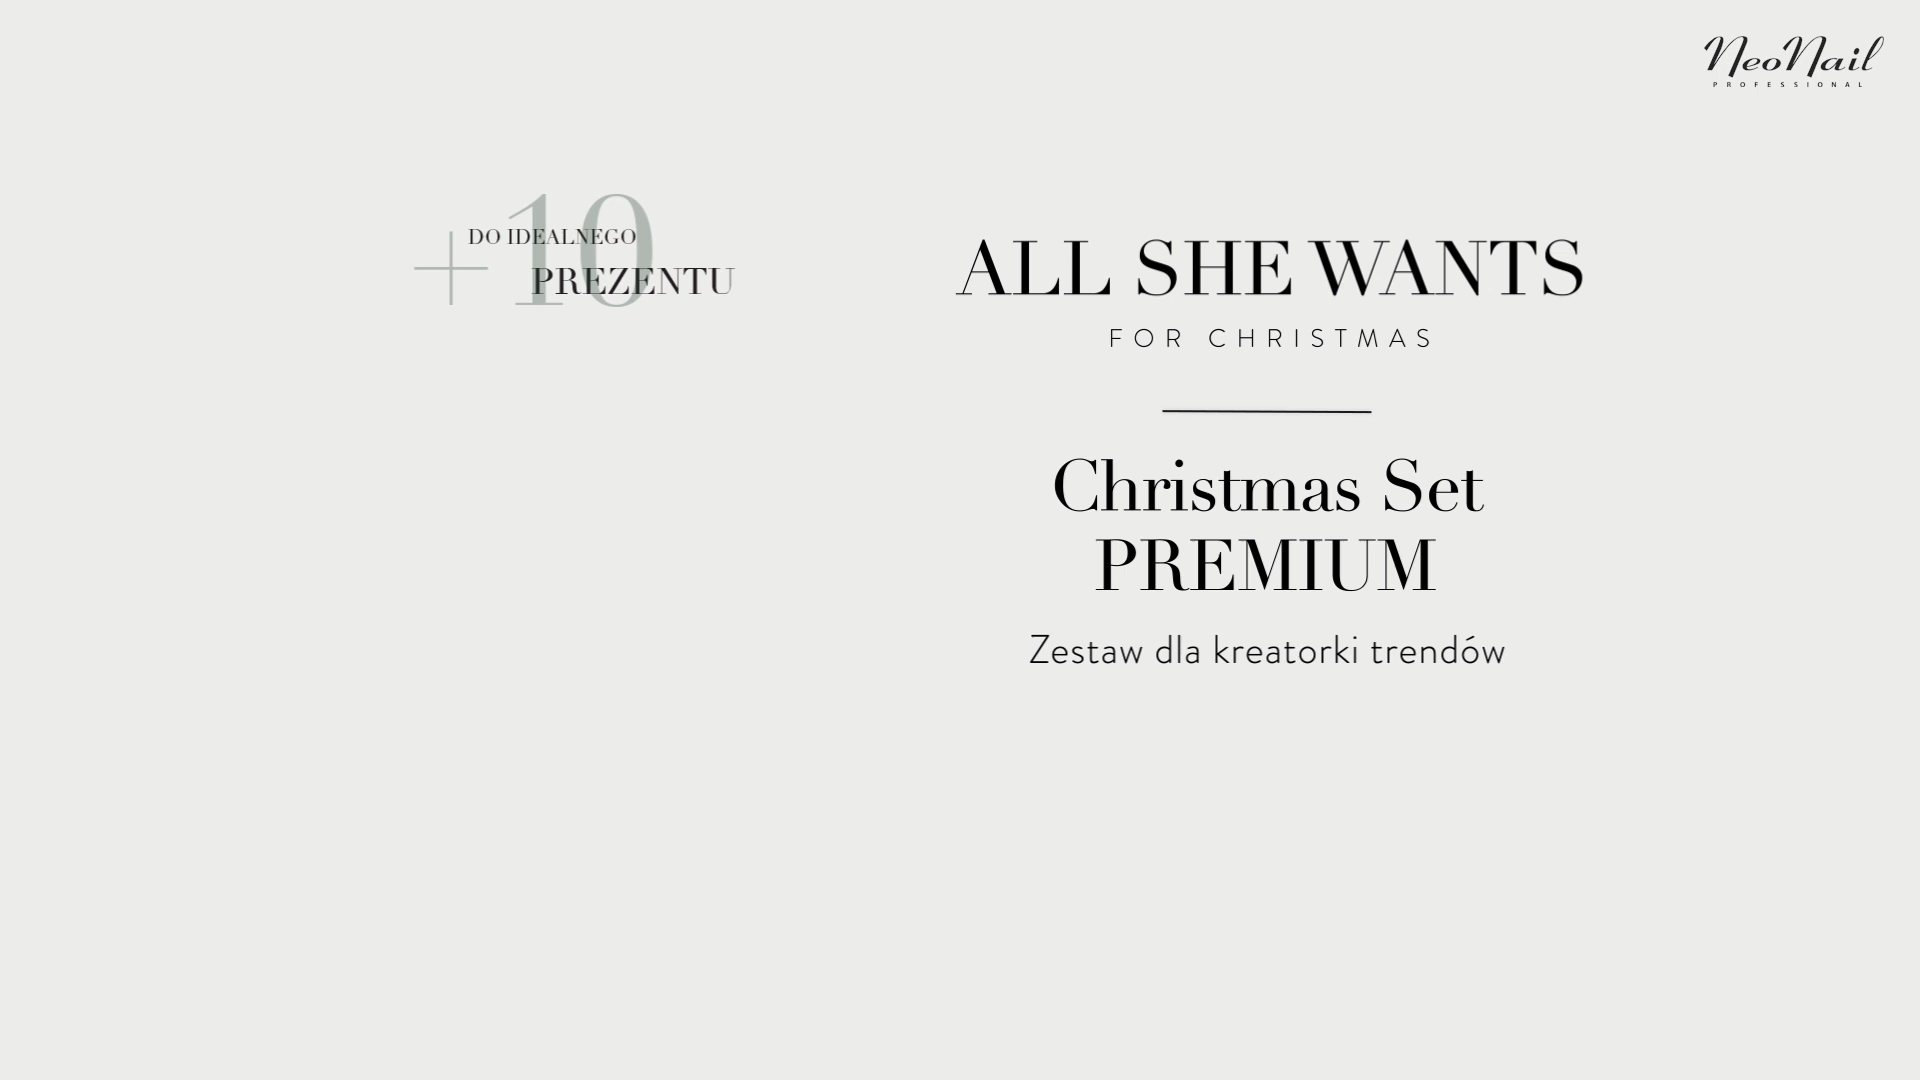 NeoNail
PROFESSIONAL
+10
DO IDEALNEGO
PREZENTU
ALL SHE WANTS
FOR CHRISTMAS
Christmas Set
PREMIUM
Zestaw dla kreatorki trendów